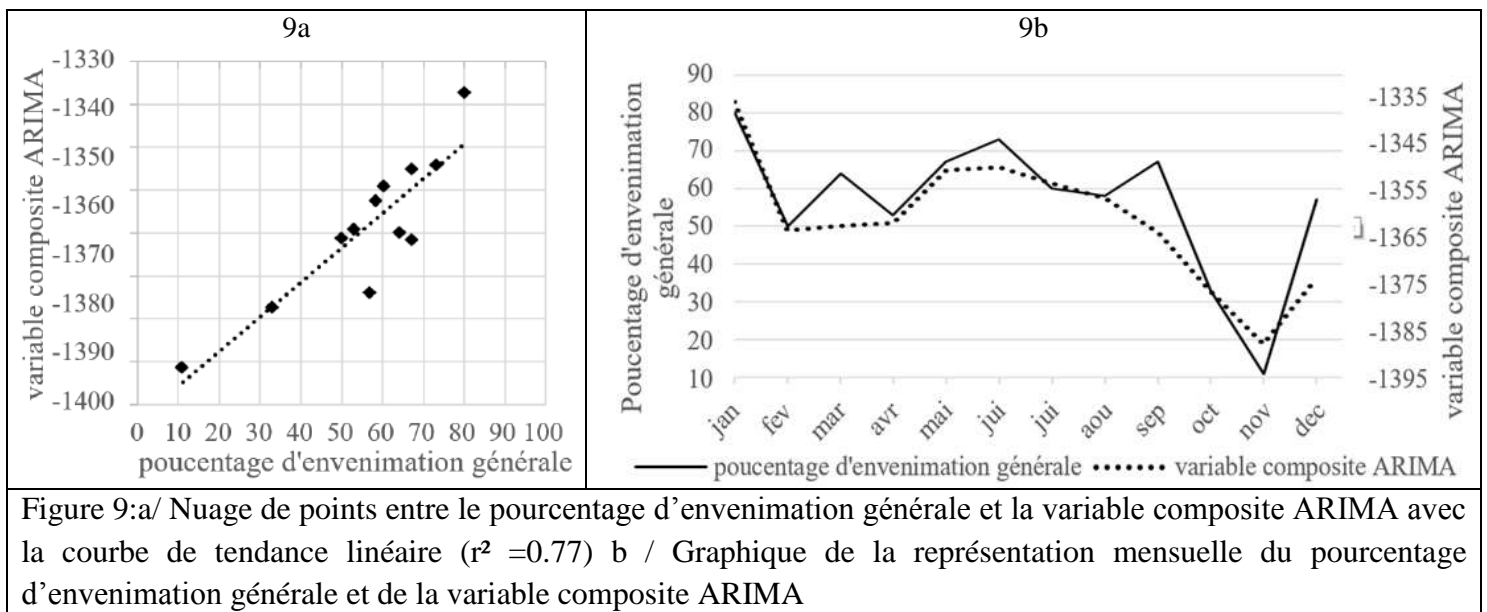 9a
variable composite ARIMA
-1330
-1340
-1350
-1360
-1370
-1380
-1390
-1400
0 10 20 30 40 50 60 70 80 90 100
poucentage d'envenimation générale
9b
Poucentage d'envenimation
générale
90
80
70
60
50
40
30
20
10
-1335
-1345
-1355
-1365
-1375
-1385
-1395
variable composite ARIMA
jan fev mar avr mai jui jui aou sep oct nov dec
poucentage d'envenimation générale variable composite ARIMA
Figure 9:a/ Nuage de points entre le pourcentage d’envenimation générale et la variable composite ARIMA avec
la courbe de tendance linéaire (r² =0.77) b / Graphique de la représentation mensuelle du pourcentage
d’envenimation générale et de la variable composite ARIMA